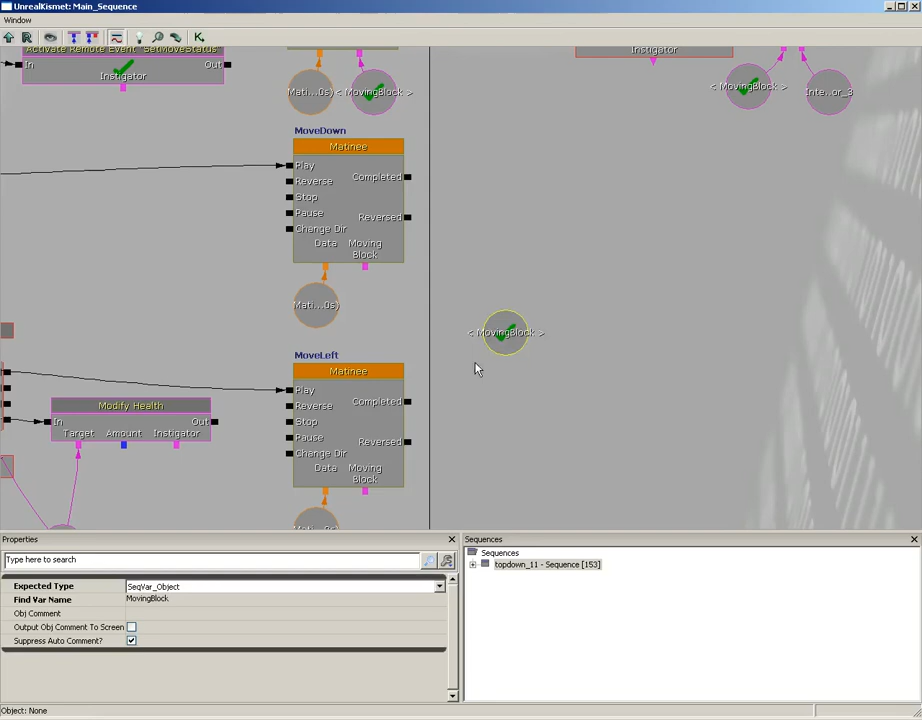 UnrealKismet: Main_Sequence
Window
Activate Remote Event "SetMoveStatus"
In
Out
Instigator
Mati...0s)
< MovingBlock >
Instigator
< MovingBlock >
Inte...or_3
MoveDown
Matinee
Play
Reverse
Completed
Stop
Pause
Reversed
Change Dir
Data
Moving
Block
Mati...0s)
< MovingBlock >
MoveLeft
Matinee
Play
Reverse
Completed
Stop
Pause
Reversed
Change Dir
Data
Moving
Block
Mati...0s)
Modify Health
In
Out
Target
Amount
Instigator
Properties
Type here to search
Expected Type
SeqVar_Object
Find Var Name
MovingBlock
Obj Comment
Output Obj Comment To Screen
Suppress Auto Comment?
Sequences
Sequences
topdown_11 - Sequence [153]
Object: None